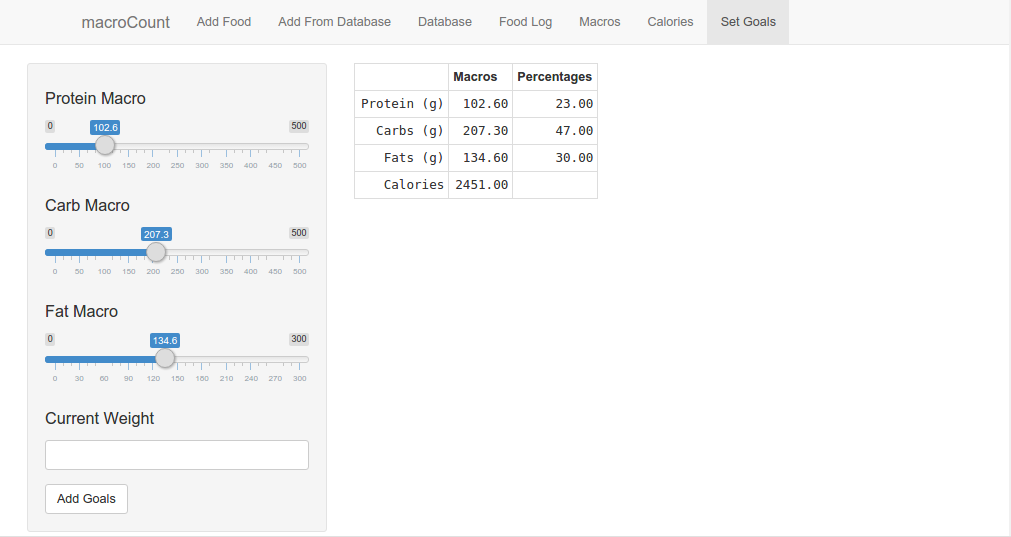 macroCount Add Food Add From Database Database Food Log Macros Calories Set Goals
Protein Macro
0 102.6 500
0 50 100 150 200 250 300 350 400 450 500
Carb Macro
0 207.3 500
0 50 100 150 200 250 300 350 400 450 500
Fat Macro
0 134.6 300
0 30 60 90 120 150 180 210 240 270 300
Current Weight
Add Goals
Macros Percentages
Protein (g) 102.60 23.00
Carbs (g) 207.30 47.00
Fats (g) 134.60 30.00
Calories 2451.00